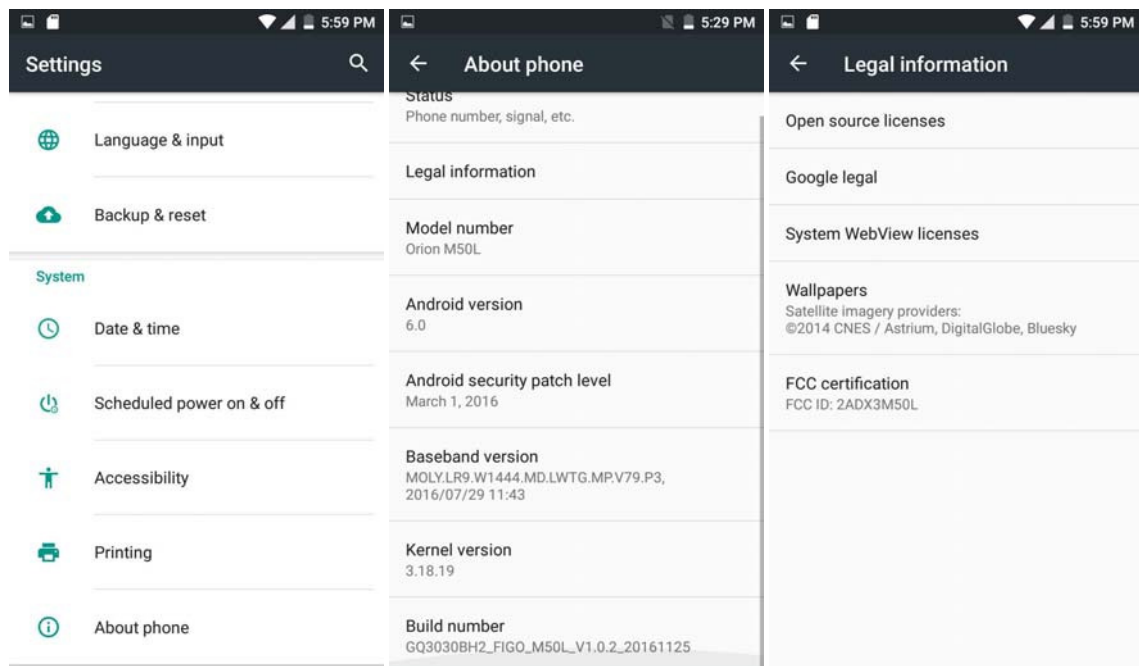 5:59 PM
Settings
Language & input
Backup & reset
System
Date & time
Scheduled power on & off
Accessibility
Printing
About phone
5:29 PM
About phone
Status
Phone number, signal, etc.
Legal information
Model number
Orion M50L
Android version
6.0
Android security patch level
March 1, 2016
Baseband version
MOLY.LR9.W1444.MD.LWTG.MP.V79.P3,
2016/07/29 11:43
Kernel version
3.18.19
Build number
GQ3030BH2_FIGO_M50L_V1.0.2_20161125
5:59 PM
Legal information
Open source licenses
Google legal
System WebView licenses
Wallpapers
Satellite imagery providers:
©2014 CNES / Astrium, DigitalGlobe, Bluesky
FCC certification
FCC ID: 2ADX3M50L